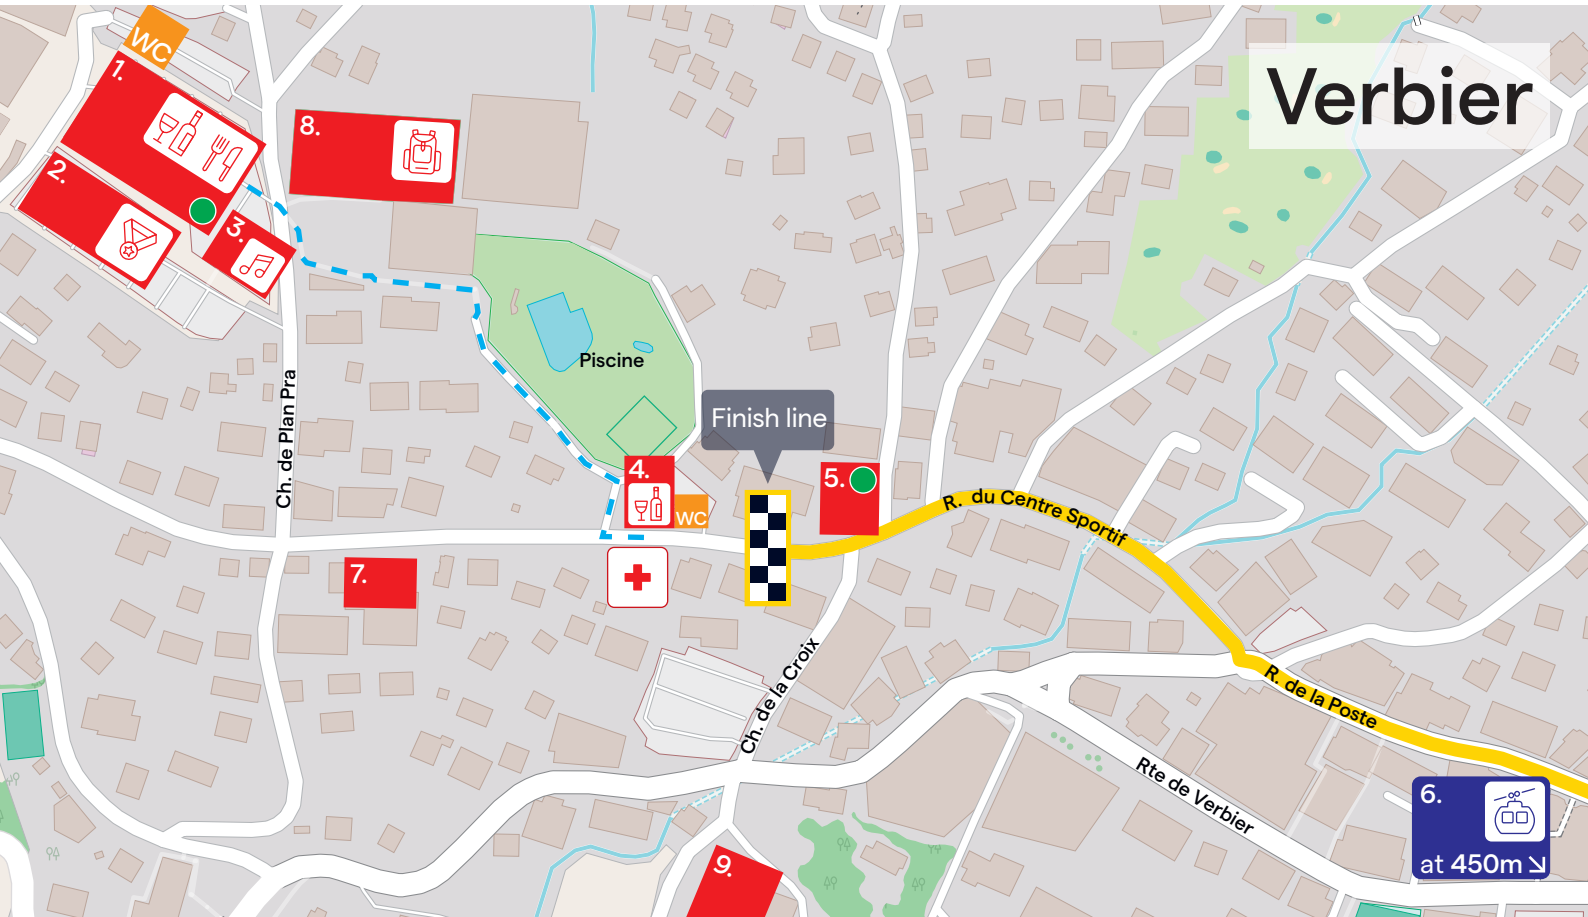 Verbier
WC
1.
2.
3.
8.
Piscine
Ch. de Plan Pra
Finish line
4.
WC
5.
R. du Centre Sportif
7.
R. de la Poste
Ch. de la Croix
Rte de Verbier
6.
at 450m ↘
9.